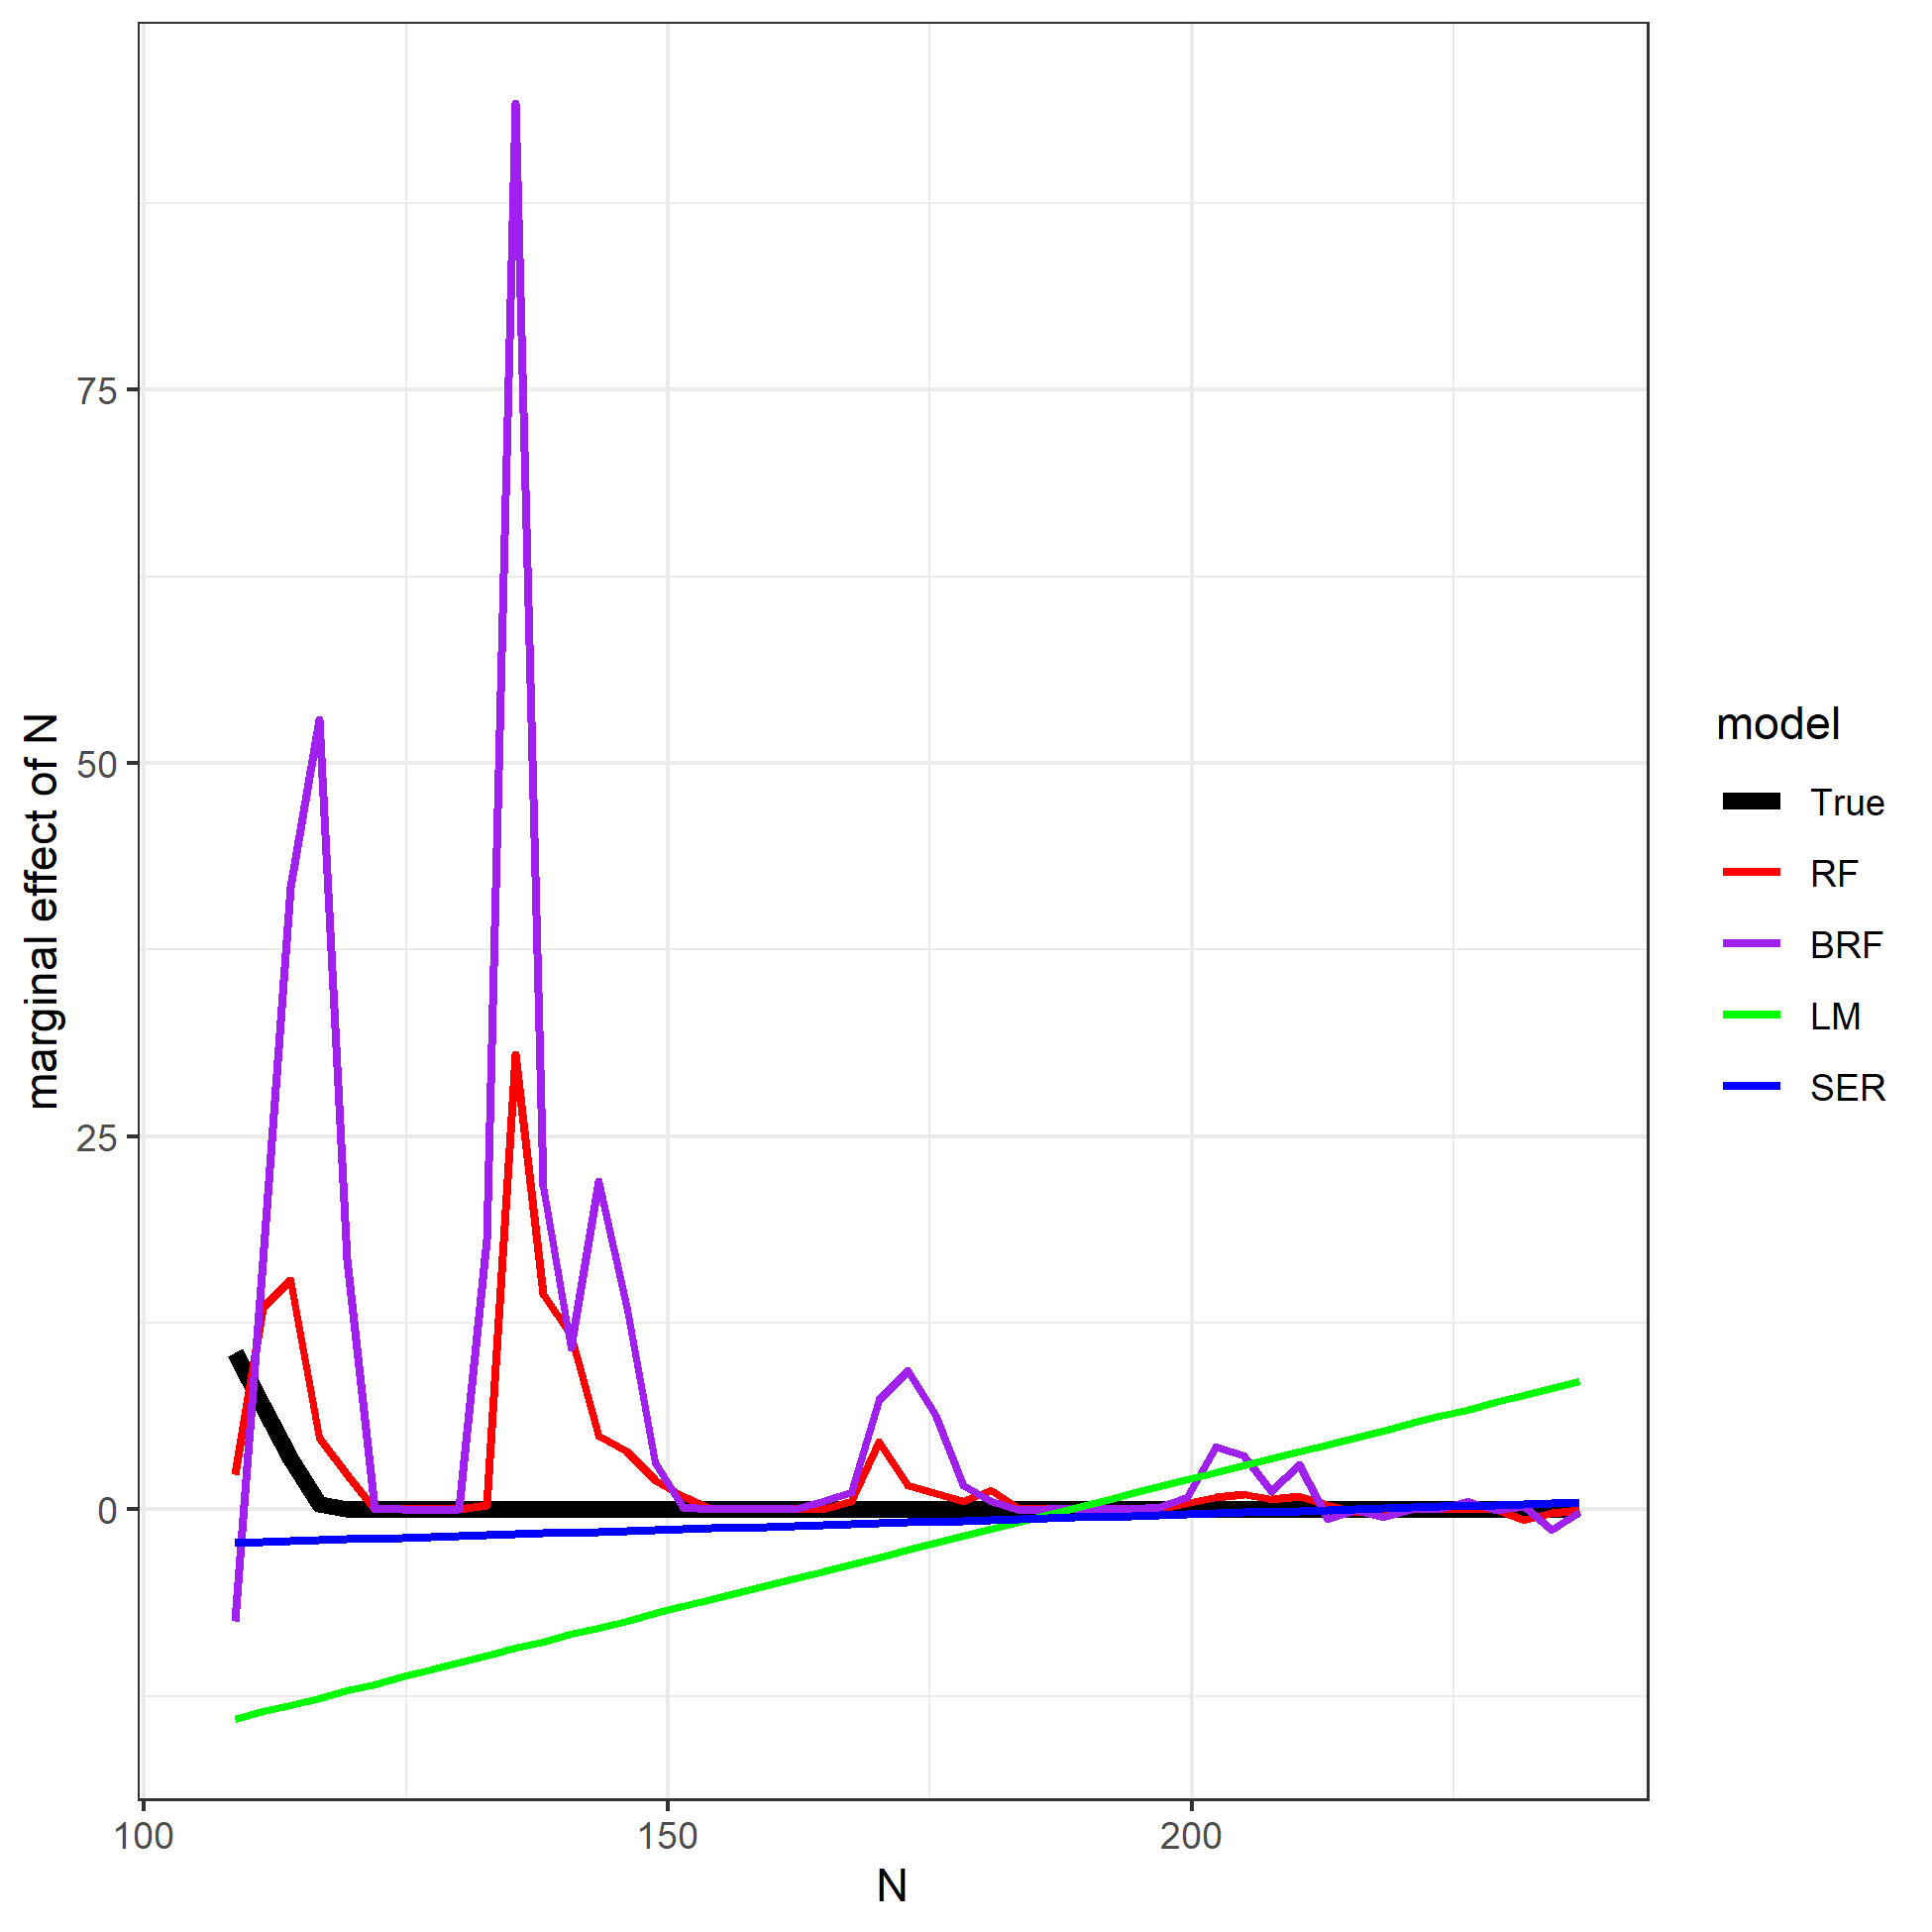 marginal effect of N
75
50
25
0
100
150
200
N
model
True
RF
BRF
LM
SER